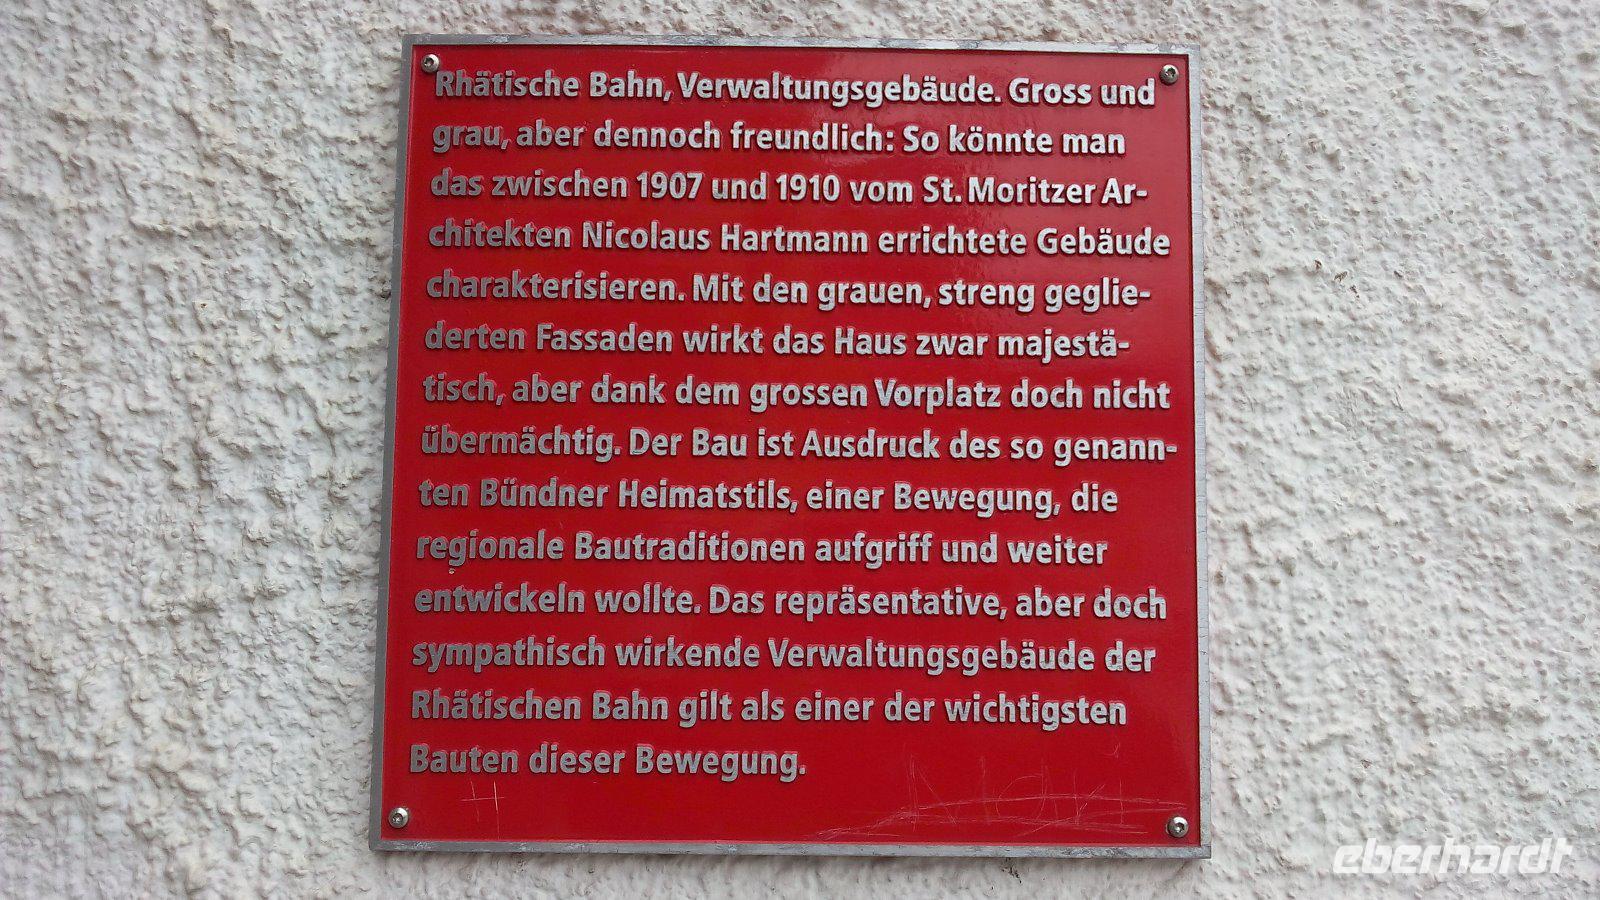 Rhätische Bahn, Verwaltungsgebäude. Gross und
grau, aber dennoch freundlich: So könnte man
das zwischen 1907 und 1910 vom St. Moritzer Ar-
chitekten Nicolaus Hartmann errichtete Gebäude
charakterisieren. Mit den grauen, streng geglie-
derten Fassaden wirkt das Haus zwar majestä-
tisch, aber dank dem grossen Vorplatz doch nicht
übermächtig. Der Bau ist Ausdruck des so genann-
ten Bündner Heimatstils, einer Bewegung, die
regionale Bautraditionen aufgriff und weiter
entwickeln wollte. Das repräsentative, aber doch
sympathisch wirkende Verwaltungsgebäude der
Rhätischen Bahn gilt als einer der wichtigsten
Bauten dieser Bewegung.
eberhardt